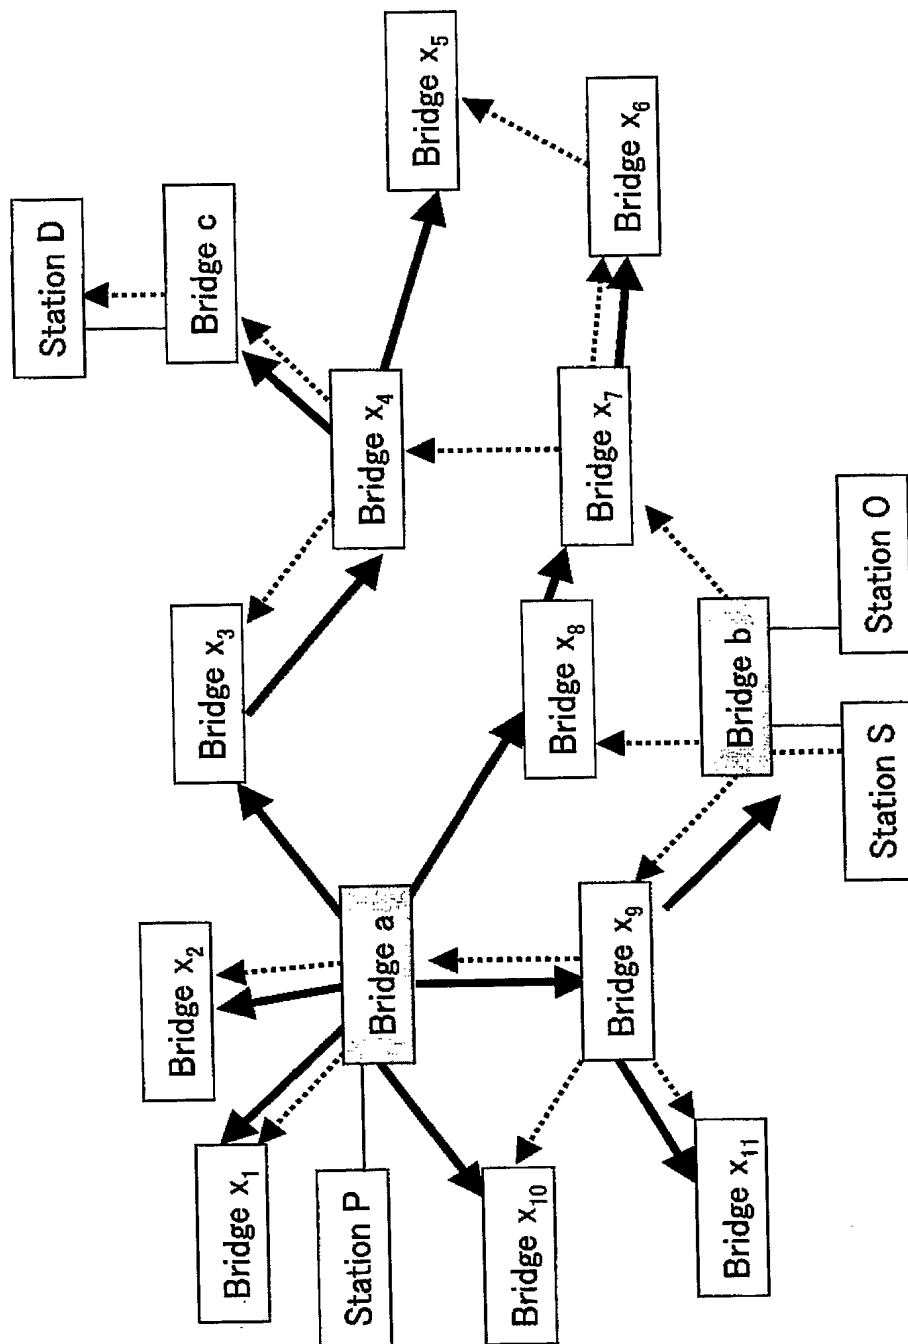 Station D
Bridge x₂
Bridge c
Bridge x₁
Bridge x₃
Station P
Bridge a
Bridge x₄
Bridge x₅
Bridge x₁₀
Bridge x₈
Bridge x₇
Bridge x₉
Bridge x₆
Bridge x₁₁
Bridge b
Station S
Station O